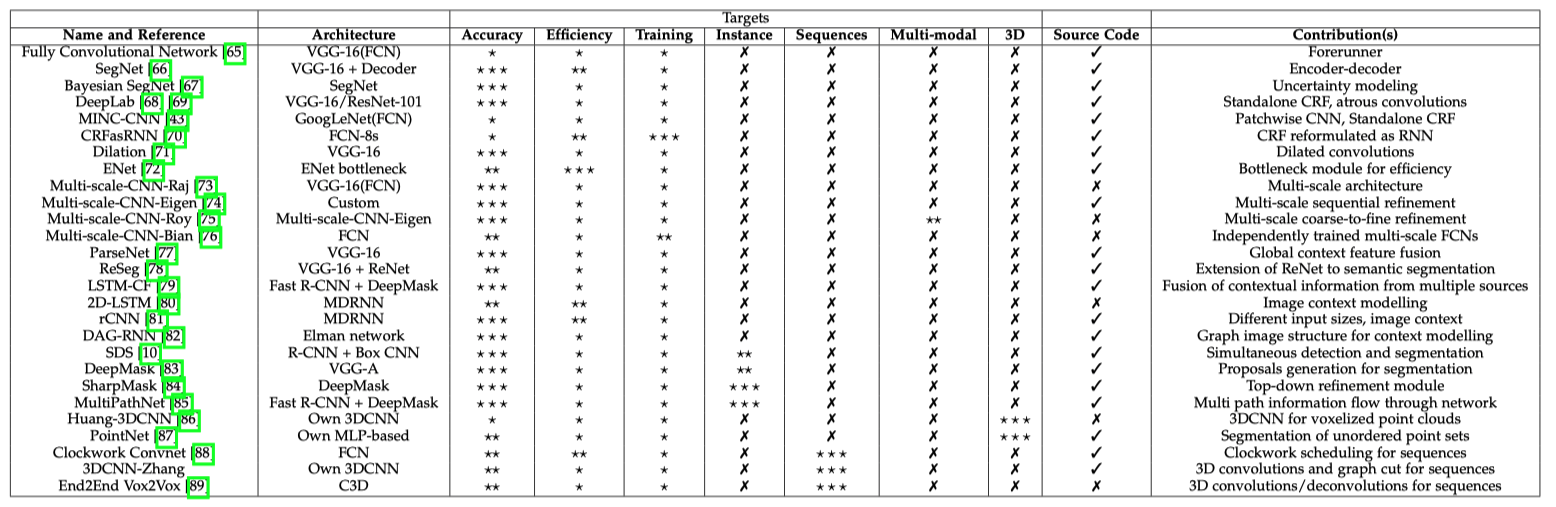 Targets
Name and Reference Architecture Accuracy Efficiency Training Instance Sequences Multi-modal 3D Source Code Contribution(s)
Fully Convolutional Network [65] VGG-16(FCN) ⋆ ⋆ ⋆ ✗ ✗ ✗ ✗ ✓ Forerunner
SegNet [66] VGG-16 + Decoder ⋆⋆⋆ ⋆⋆ ⋆ ✗ ✗ ✗ ✗ ✓ Encoder-decoder
Bayesian SegNet [67] SegNet ⋆⋆⋆ ⋆ ⋆ ✗ ✗ ✗ ✗ ✓ Uncertainty modeling
DeepLab [68] [69] VGG-16/ResNet-101 ⋆⋆⋆ ⋆ ⋆ ✗ ✗ ✗ ✗ ✓ Standalone CRF, atrous convolutions
MINC-CNN [43] GoogLeNet(FCN) ⋆ ⋆ ⋆ ✗ ✗ ✗ ✗ ✓ Patchwise CNN, Standalone CRF
CRFasRNN [70] FCN-8s ⋆ ⋆⋆ ⋆⋆⋆ ✗ ✗ ✗ ✗ ✓ CRF reformulated as RNN
Dilation [71] VGG-16 ⋆⋆⋆ ⋆ ⋆ ✗ ✗ ✗ ✗ ✓ Dilated convolutions
ENet [72] ENet bottleneck ⋆⋆ ⋆⋆⋆ ⋆ ✗ ✗ ✗ ✗ ✓ Bottleneck module for efficiency
Multi-scale-CNN-Raj [73] VGG-16(FCN) ⋆⋆⋆ ⋆ ⋆ ✗ ✗ ✗ ✗ ✗ Multi-scale architecture
Multi-scale-CNN-Eigen [74] Custom ⋆⋆⋆ ⋆ ⋆ ✗ ✗ ✗ ✗ ✓ Multi-scale sequential refinement
Multi-scale-CNN-Roy [75] Multi-scale-CNN-Eigen ⋆⋆⋆ ⋆ ⋆ ✗ ✗ ⋆⋆ ✗ ✗ Multi-scale coarse-to-fine refinement
Multi-scale-CNN-Bian [76] FCN ⋆⋆ ⋆ ⋆⋆ ✗ ✗ ✗ ✗ ✗ Independently trained multi-scale FCNs
ParseNet [77] VGG-16 ⋆⋆⋆ ⋆ ⋆ ✗ ✗ ✗ ✗ ✓ Global context feature fusion
ReSeg [78] VGG-16 + ReNet ⋆⋆ ⋆ ⋆ ✗ ✗ ✗ ✗ ✓ Extension of ReNet to semantic segmentation
LSTM-CF [79] Fast R-CNN + DeepMask ⋆⋆⋆ ⋆ ⋆ ✗ ✗ ✗ ✗ ✓ Fusion of contextual information from multiple sources
2D-LSTM [80] MDRNN ⋆⋆ ⋆⋆ ⋆ ✗ ✗ ✗ ✗ ✗ Image context modelling
rCNN [81] MDRNN ⋆⋆⋆ ⋆⋆ ⋆ ✗ ✗ ✗ ✗ ✓ Different input sizes, image context
DAG-RNN [82] Elman network ⋆⋆⋆ ⋆ ⋆ ✗ ✗ ✗ ✗ ✓ Graph image structure for context modelling
SDS [10] R-CNN + Box CNN ⋆⋆⋆ ⋆ ⋆ ⋆⋆ ✗ ✗ ✗ ✓ Simultaneous detection and segmentation
DeepMask [83] VGG-A ⋆⋆⋆ ⋆ ⋆ ⋆⋆ ✗ ✗ ✗ ✓ Proposals generation for segmentation
SharpMask [84] DeepMask ⋆⋆⋆ ⋆ ⋆ ⋆⋆⋆ ✗ ✗ ✗ ✓ Top-down refinement module
MultiPathNet [85] Fast R-CNN + DeepMask ⋆⋆⋆ ⋆ ⋆ ⋆⋆⋆ ✗ ✗ ✗ ✓ Multi path information flow through network
Huang-3DCNN [86] Own 3DCNN ⋆ ⋆ ⋆ ✗ ✗ ✗ ⋆⋆⋆ ✗ 3DCNN for voxelized point clouds
PointNet [87] Own MLP-based ⋆⋆ ⋆ ⋆ ✗ ✗ ✗ ⋆⋆⋆ ✓ Segmentation of unordered point sets
Clockwork Convnet [88] FCN ⋆⋆ ⋆⋆ ⋆ ✗ ⋆⋆⋆ ✗ ✗ ✓ Clockwork scheduling for sequences
3DCNN-Zhang Own 3DCNN ⋆⋆ ⋆ ⋆ ✗ ⋆⋆⋆ ✗ ✗ ✓ 3D convolutions and graph cut for sequences
End2End Vox2Vox [89] C3D ⋆⋆ ⋆ ⋆ ✗ ⋆⋆⋆ ✗ ✗ ✗ 3D convolutions/deconvolutions for sequences